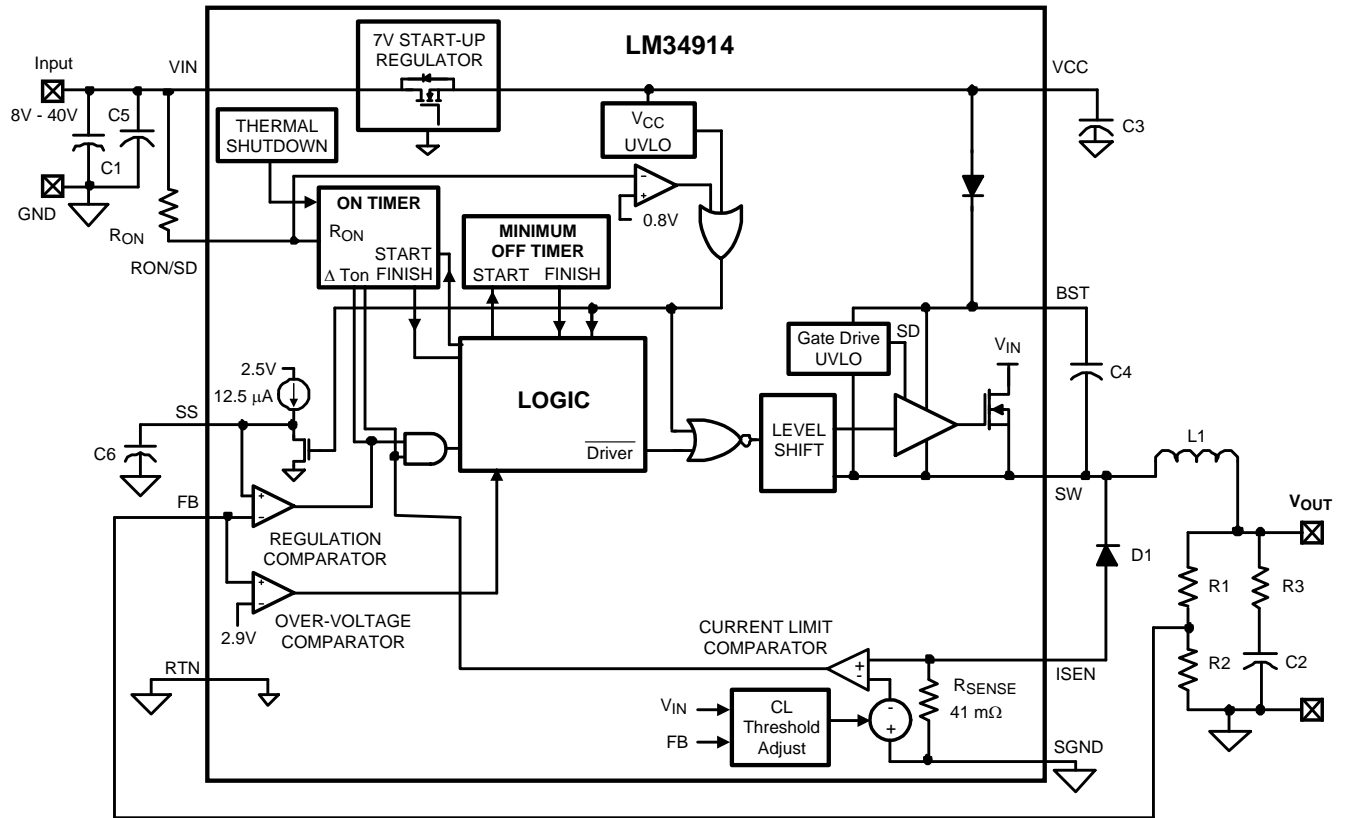 LM34914
7V START-UP
REGULATOR
Input
VIN
VCC
8V - 40V
C5
C1
GND
THERMAL
SHUTDOWN
VCC
UVLO
C3
RON
RON/SD
ON TIMER
RON
START
Δ Ton
FINISH
-
+
0.8V
MINIMUM
OFF TIMER
START
FINISH
BST
Gate Drive
UVLO
SD
VIN
C4
2.5V
12.5 µA
SS
C6
LOGIC
Driver
LEVEL
SHIFT
L1
SW
FB
+
-
REGULATION
COMPARATOR
VOUT
D1
R1
R3
+
-
2.9V
OVER-VOLTAGE
COMPARATOR
CURRENT LIMIT
COMPARATOR
RTN
+
-
ISEN
R2
C2
RSENSE
41 mΩ
VIN
FB
CL
Threshold
Adjust
-
+
SGND